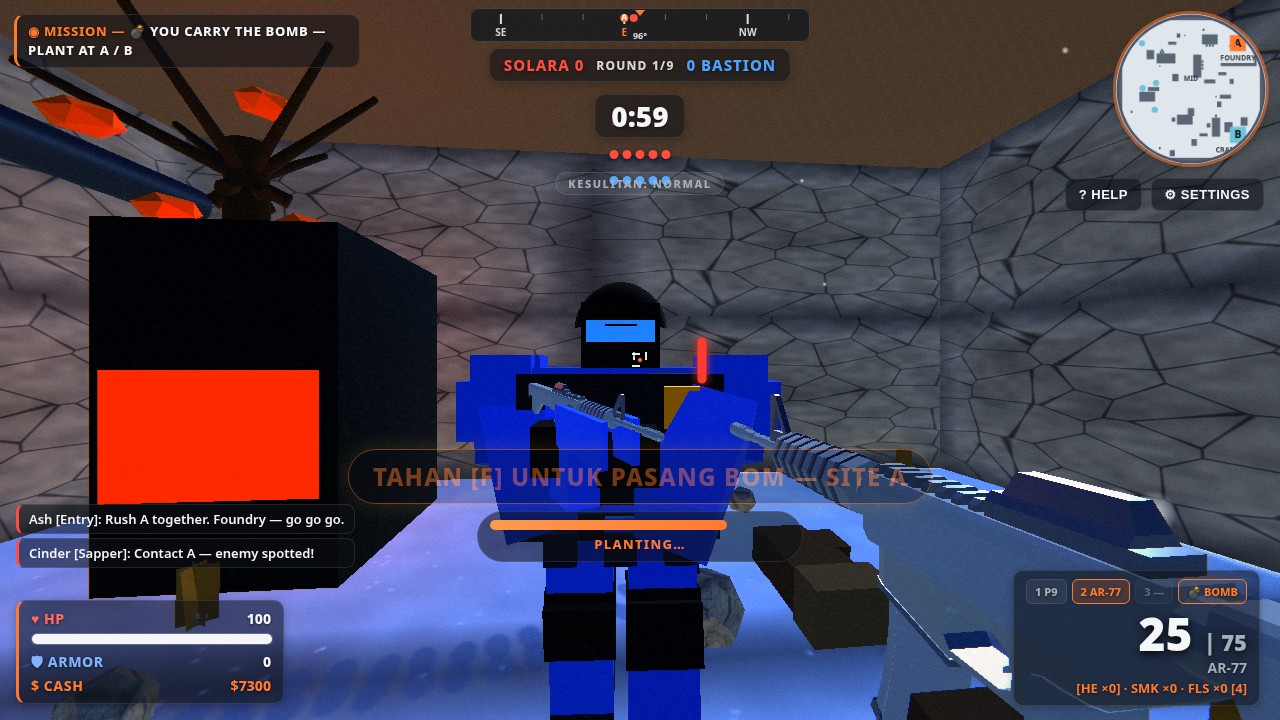 ◉ MISSION — 💣 YOU CARRY THE BOMB —
PLANT AT A / B
SE
A
E
96°
NW
SOLARA 0 ROUND 1/9 0 BASTION
0:59
KESULITAN: NORMAL
A
FOUNDRY
MID
B
? HELP
⚙ SETTINGS
TAHAN [F] UNTUK PASANG BOM — SITE A
PLANTING…
Ash [Entry]: Rush A together. Foundry — go go go.
Cinder [Sapper]: Contact A — enemy spotted!
♥ HP 100
🛡 ARMOR 0
$ CASH $7300
1 P9 2 AR-77 3 — 💣 BOMB
25 | 75
AR-77
[HE ×0] · SMK ×0 · FLS ×0 [4]